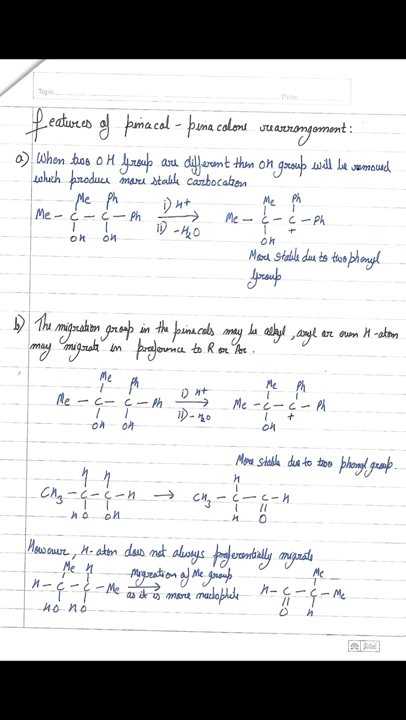 Topic
Date
features of pinacol - pinacolone rearrangement:
a) When two OH group are different then OH group will be removed
which produce more stable carbocation
Me Ph
Me - C - C - Ph i) H+ ii) -H2O
OH OH
Me Ph
Me - C - C - Ph
OH +
More stable due to two phenyl
group
b) The migration group in the pinacols may be alkyl, aryl or even H-atom
may migrate in preference to R or Ar.
Me Ph
Me - C - C - Ph i) H+ ii) -H2O
OH OH
Me Ph
Me - C - C - Ph
OH +
More stable due to two phenyl group.
H H
CH3 - C - C - H →
HO OH
H
CH3 - C - C - H
H O
However, H-atom does not always preferentially migrate
Me H
H - C - C - Me
HO HO
Migration of Me group
as it is more nucleophile
Me
H - C - C - Me
O H